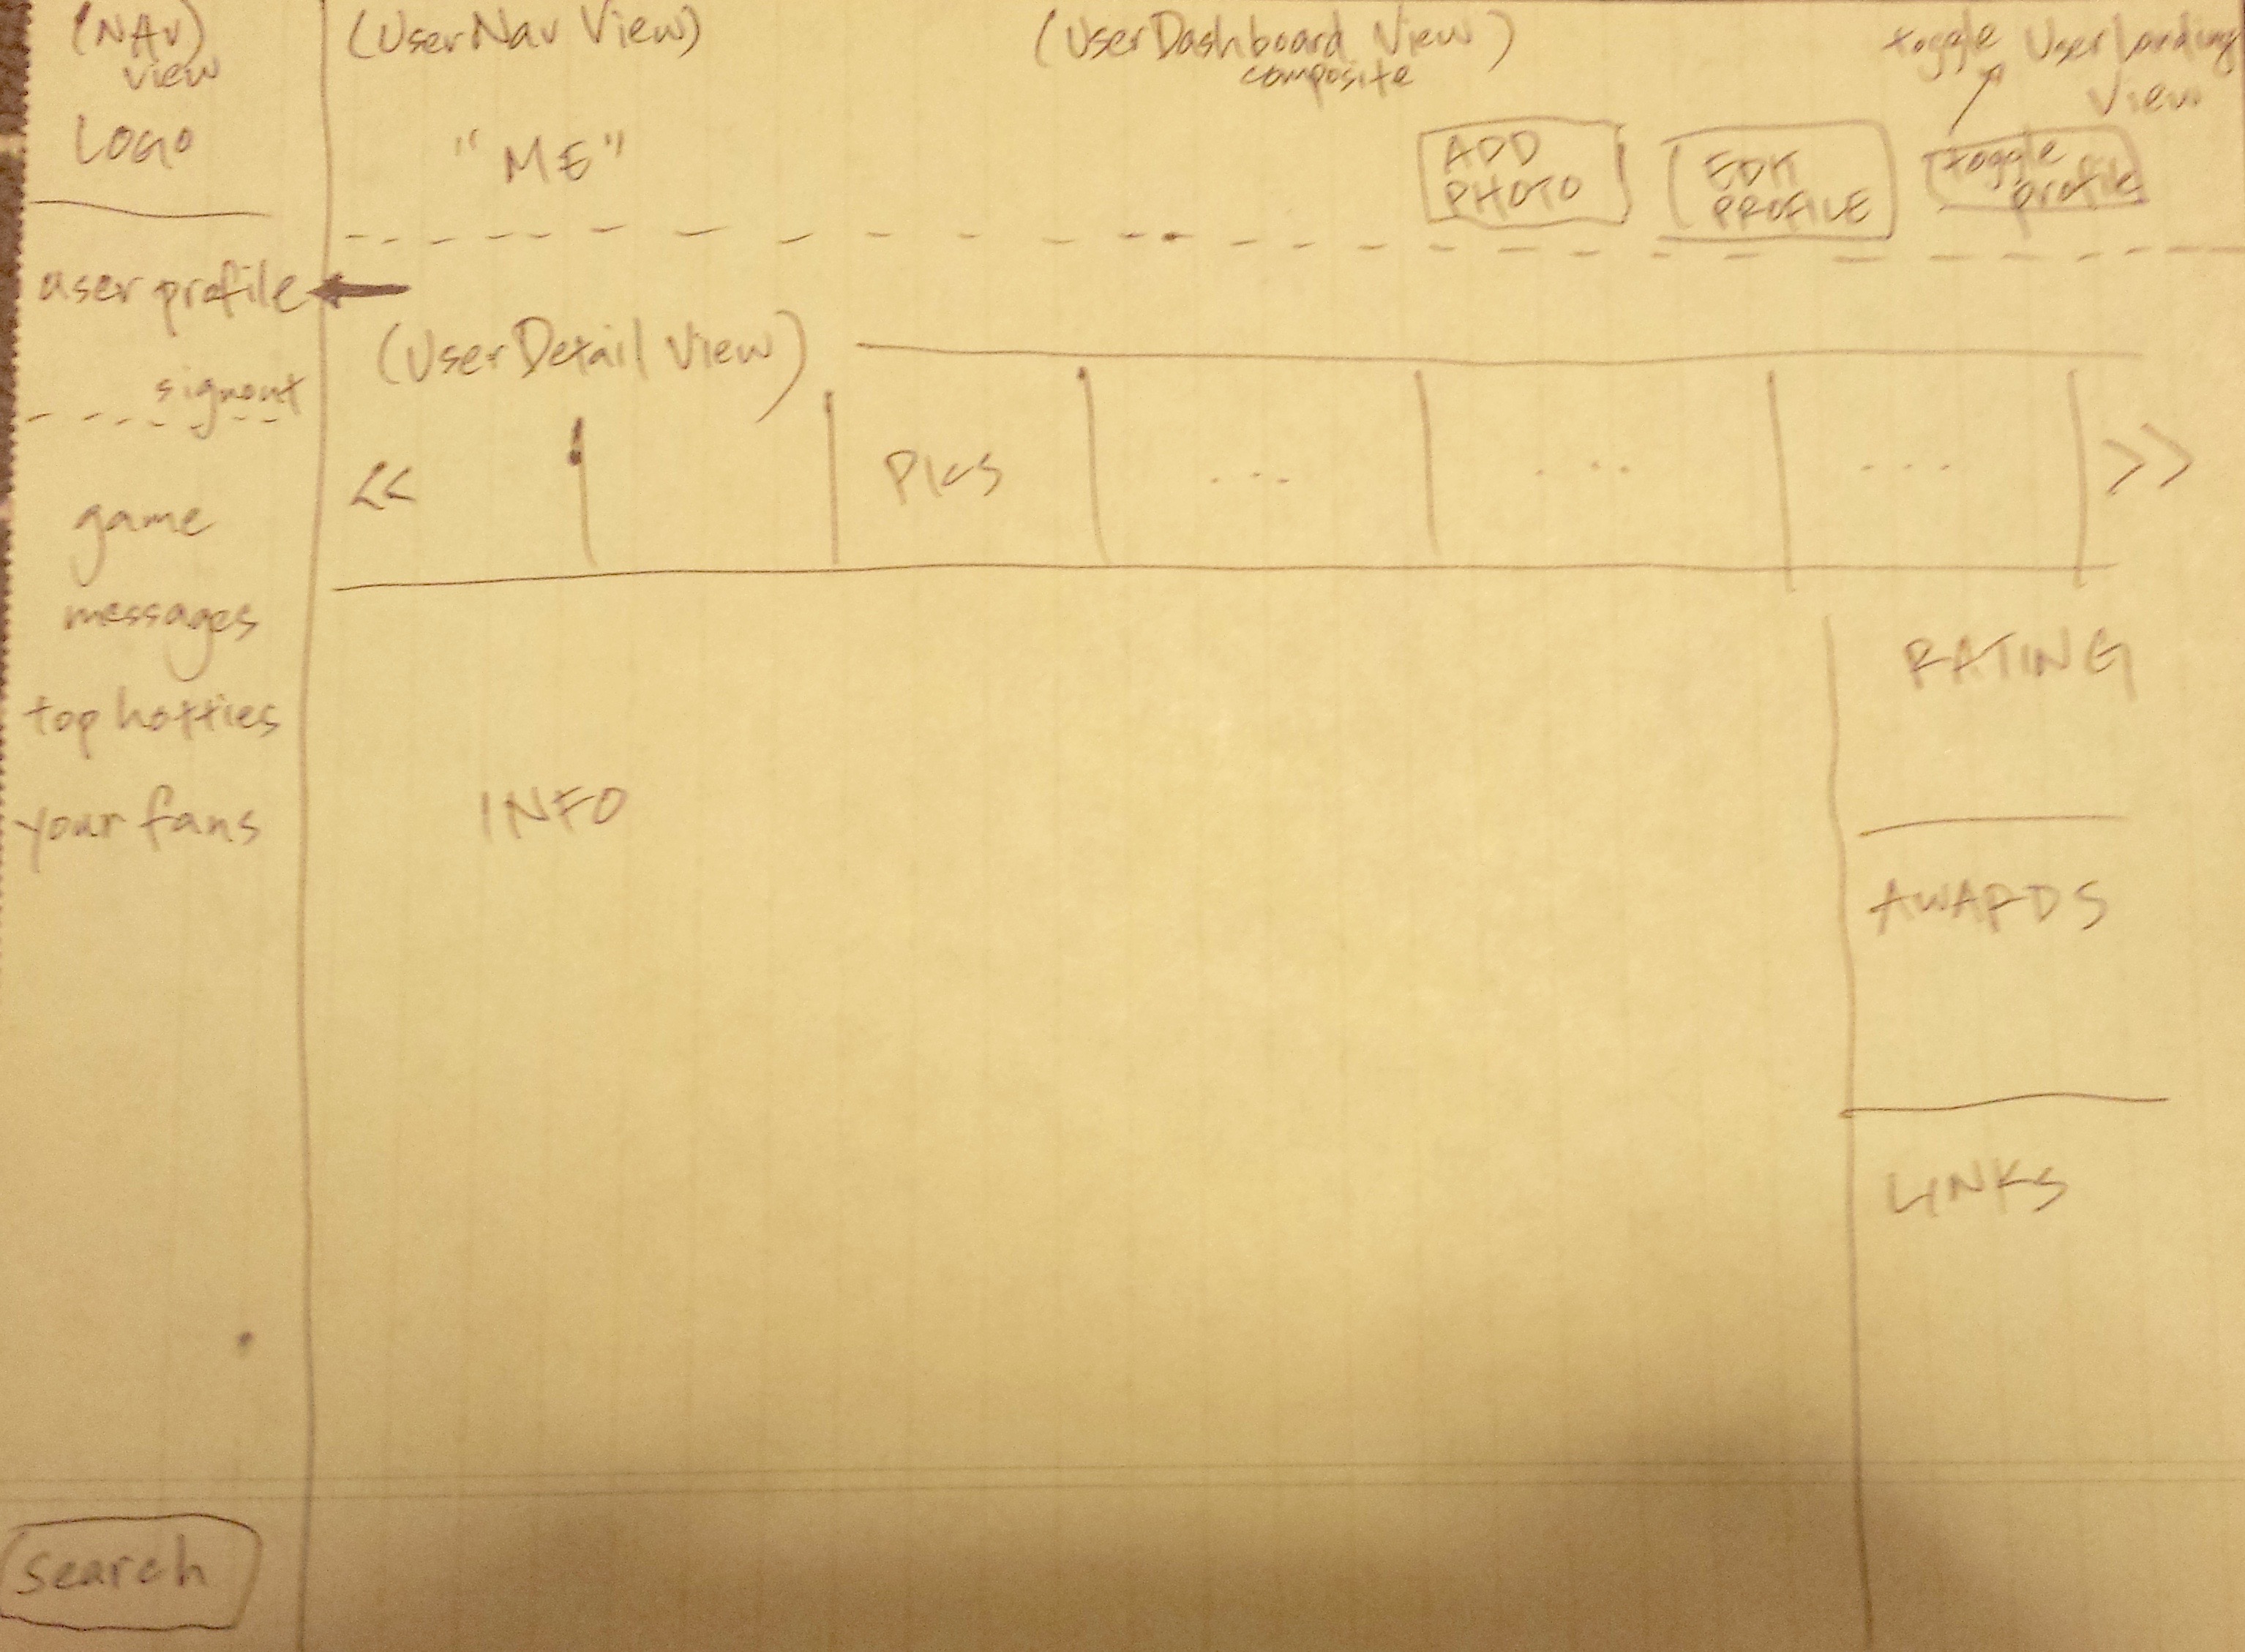 (NAV)
view
LOGO
user profile
signout
game
messages
top hotties
your fans
search
(UserNav View)
"ME"
(UserDashboard View)
composite
toggle UserLanding
View
ADD
PHOTO
EDIT
PROFILE
toggle
profile
(UserDetail View)
<< PICS ... ... ... >>
INFO
RATING
AWARDS
LINKS